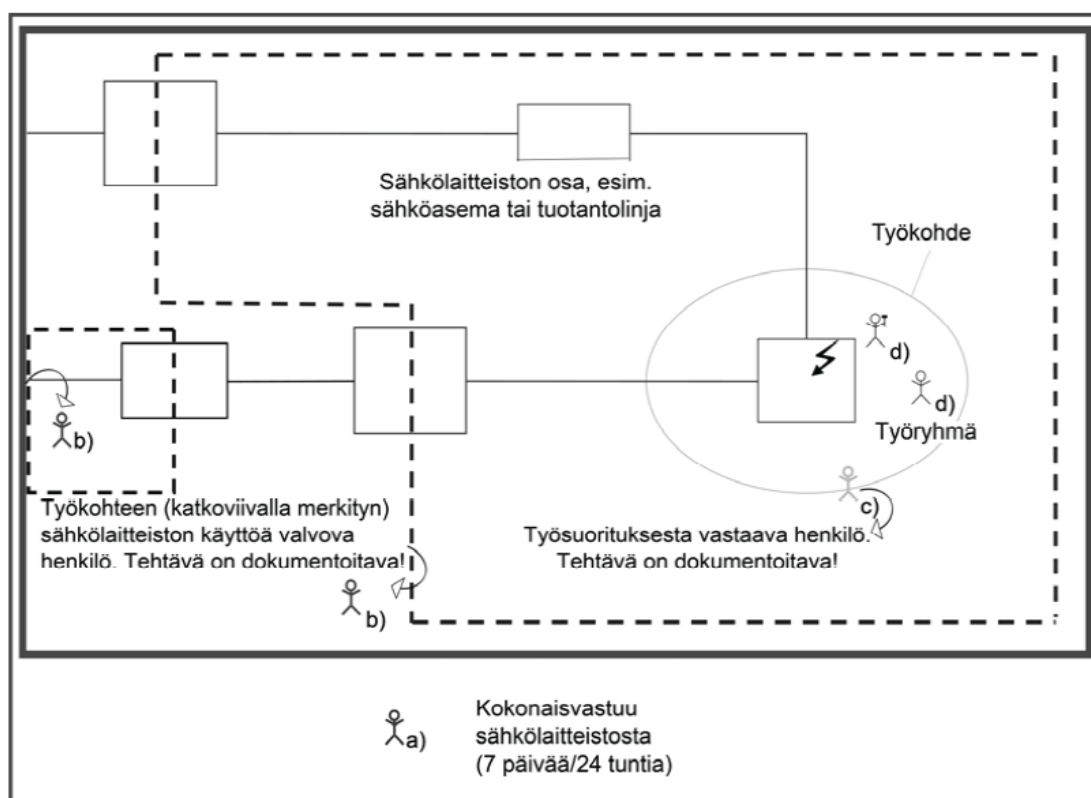 Sähkölaitteiston osa, esim.
sähköasema tai tuotantolinja
Työkohde
d)
d)
Työryhmä
b)
c)
Työkohteen (katkoviivalla merkityn)
sähkölaitteiston käyttöä valvova
henkilö. Tehtävä on dokumentoitava!
Työsuorituksesta vastaava henkilö.
Tehtävä on dokumentoitava!
b)
a)
Kokonaisvastuu
sähkölaitteistosta
(7 päivää/24 tuntia)